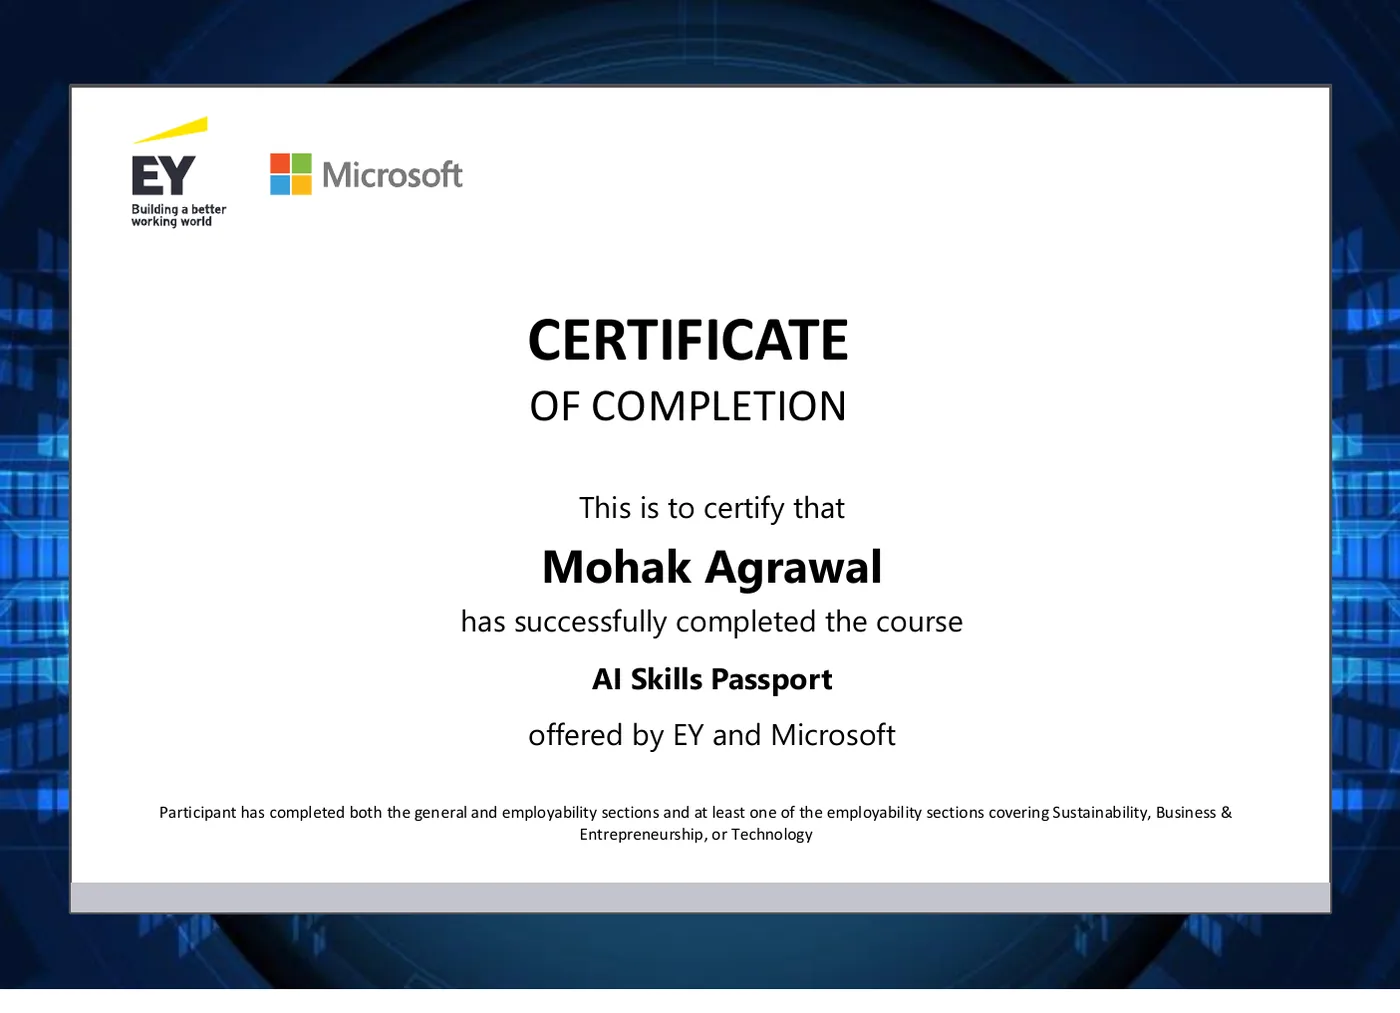 EY
Building a better
working world
Microsoft
CERTIFICATE
OF COMPLETION
This is to certify that
Mohak Agrawal
has successfully completed the course
AI Skills Passport
offered by EY and Microsoft
Participant has completed both the general and employability sections and at least one of the employability sections covering Sustainability, Business &
Entrepreneurship, or Technology